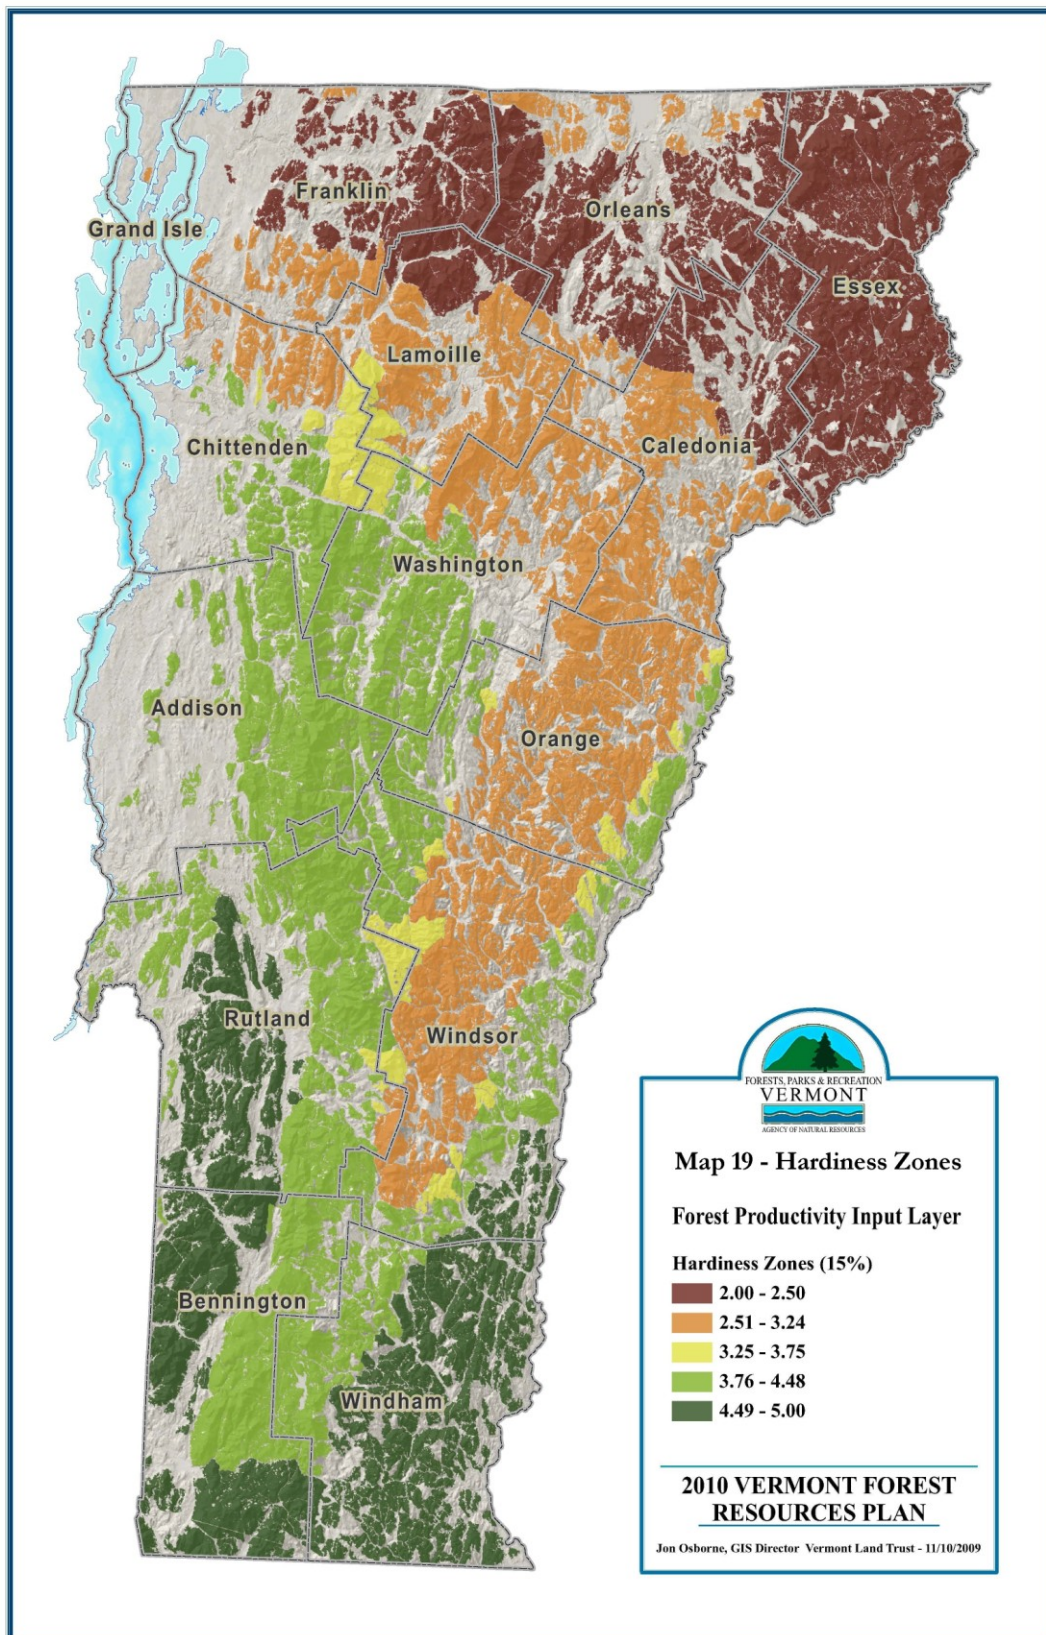 Franklin
Orleans
Grand Isle
Essex
Lamoille
Chittenden
Caledonia
Washington
Addison
Orange
Rutland
Windsor
Bennington
Windham
FORESTS, PARKS & RECREATION
VERMONT
AGENCY OF NATURAL RESOURCES
Map 19 - Hardiness Zones
Forest Productivity Input Layer
Hardiness Zones (15%)
2.00 - 2.50
2.51 - 3.24
3.25 - 3.75
3.76 - 4.48
4.49 - 5.00
2010 VERMONT FOREST
RESOURCES PLAN
Jon Osborne, GIS Director Vermont Land Trust - 11/10/2009